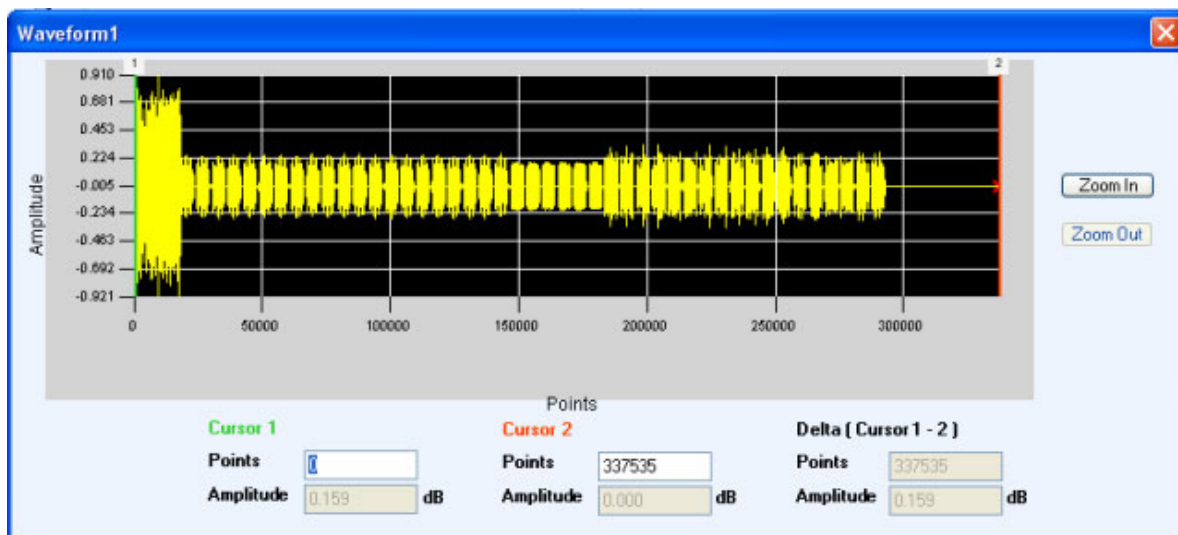 Waveform1
1
2
0.910
0.681
0.453
0.224
-0.005
-0.234
-0.463
-0.692
-0.921
Amplitude
0
50000
100000
150000
200000
250000
300000
Points
Zoom In
Zoom Out
Cursor 1
Cursor 2
Delta ( Cursor 1 - 2 )
Points 0
Points 337535
Points 337535
Amplitude 0.159 dB
Amplitude 0.000 dB
Amplitude 0.159 dB